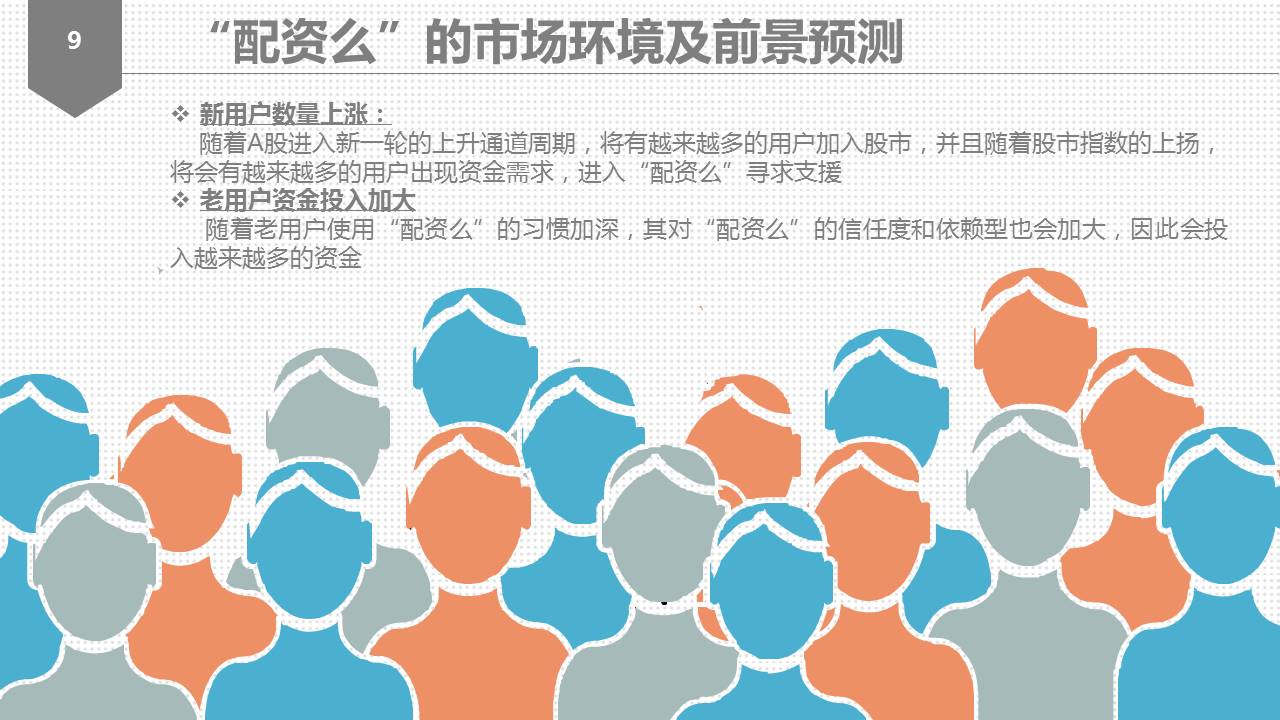 9
“配资么”的市场环境及前景预测
❖ 新用户数量上涨：
随着A股进入新一轮的上升通道周期，将有越来越多的用户加入股市，并且随着股市指数的上扬，
将会有越来越多的用户出现资金需求，进入“配资么”寻求支援
❖ 老用户资金投入加大
随着老用户使用“配资么”的习惯加深，其对“配资么”的信任度和依赖型也会加大，因此会投
入越来越多的资金